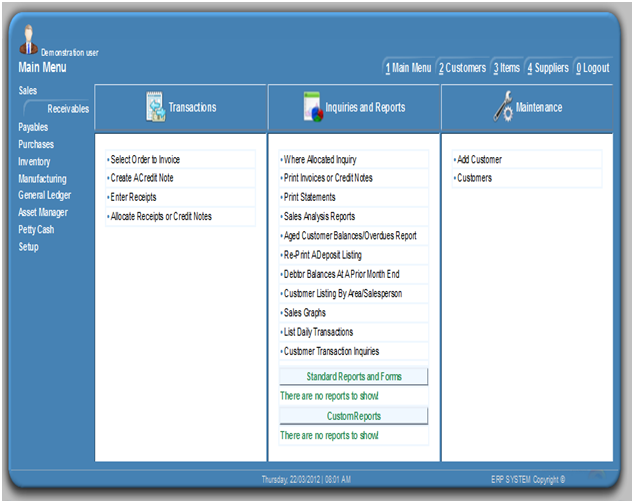 Demonstration user
Main Menu
1 Main Menu 2 Customers 3 Items 4 Suppliers 0 Logout
Sales
Receivables
Payables
Purchases
Inventory
Manufacturing
General Ledger
Asset Manager
Petty Cash
Setup
Transactions
Select Order to Invoice
Create A Credit Note
Enter Receipts
Allocate Receipts or Credit Notes
Inquiries and Reports
Where Allocated Inquiry
Print Invoices or Credit Notes
Print Statements
Sales Analysis Reports
Aged Customer Balances/Overdues Report
Re-Print A Deposit Listing
Debtor Balances At A Prior Month End
Customer Listing By Area/Salesperson
Sales Graphs
List Daily Transactions
Customer Transaction Inquiries
Standard Reports and Forms
There are no reports to show!
Custom Reports
There are no reports to show!
Maintenance
Add Customer
Customers
Thursday, 22/03/2012 | 08:01 AM
ERP SYSTEM Copyright ©